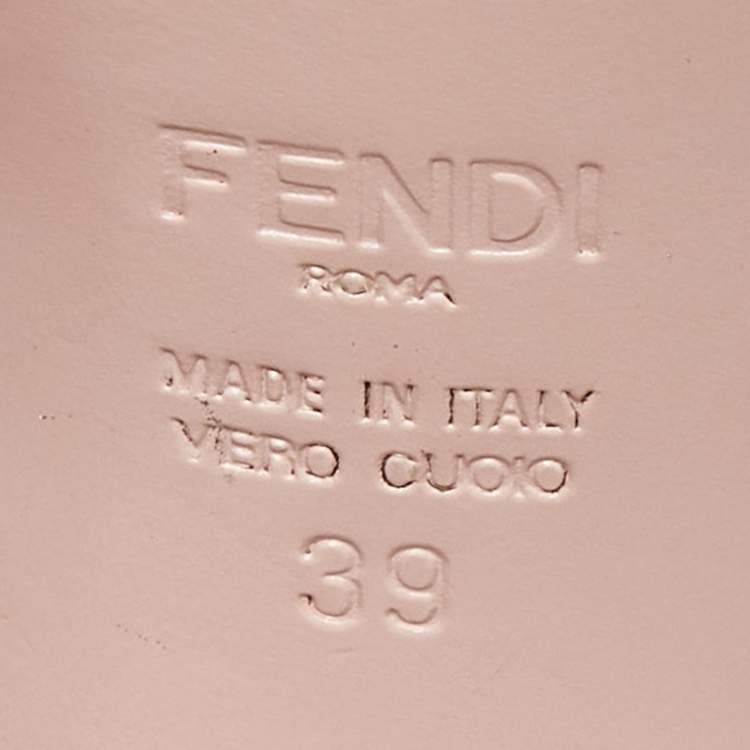 FENDI
ROMA
MADE IN ITALY
VERO CUOIO
39